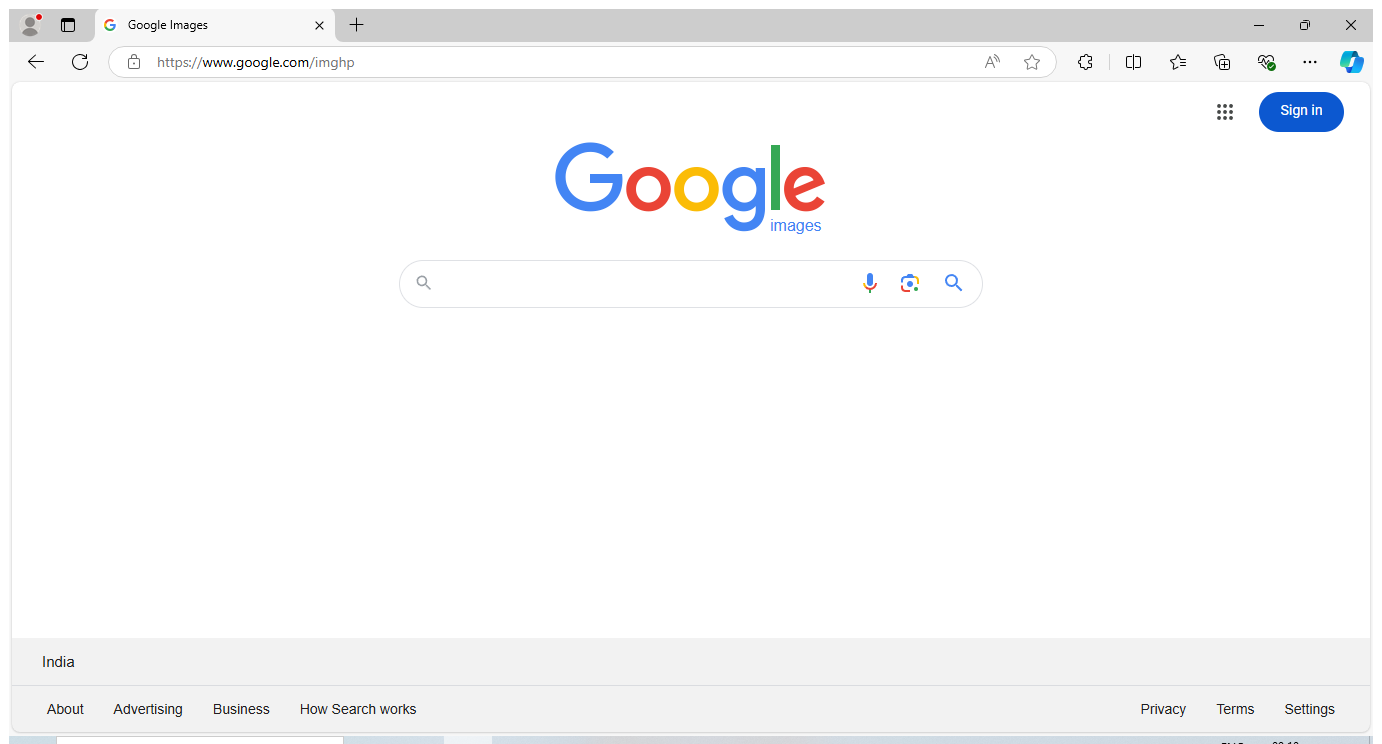 Google Images
https://www.google.com/imghp
Sign in
Google
images
India
About Advertising Business How Search works Privacy Terms Settings